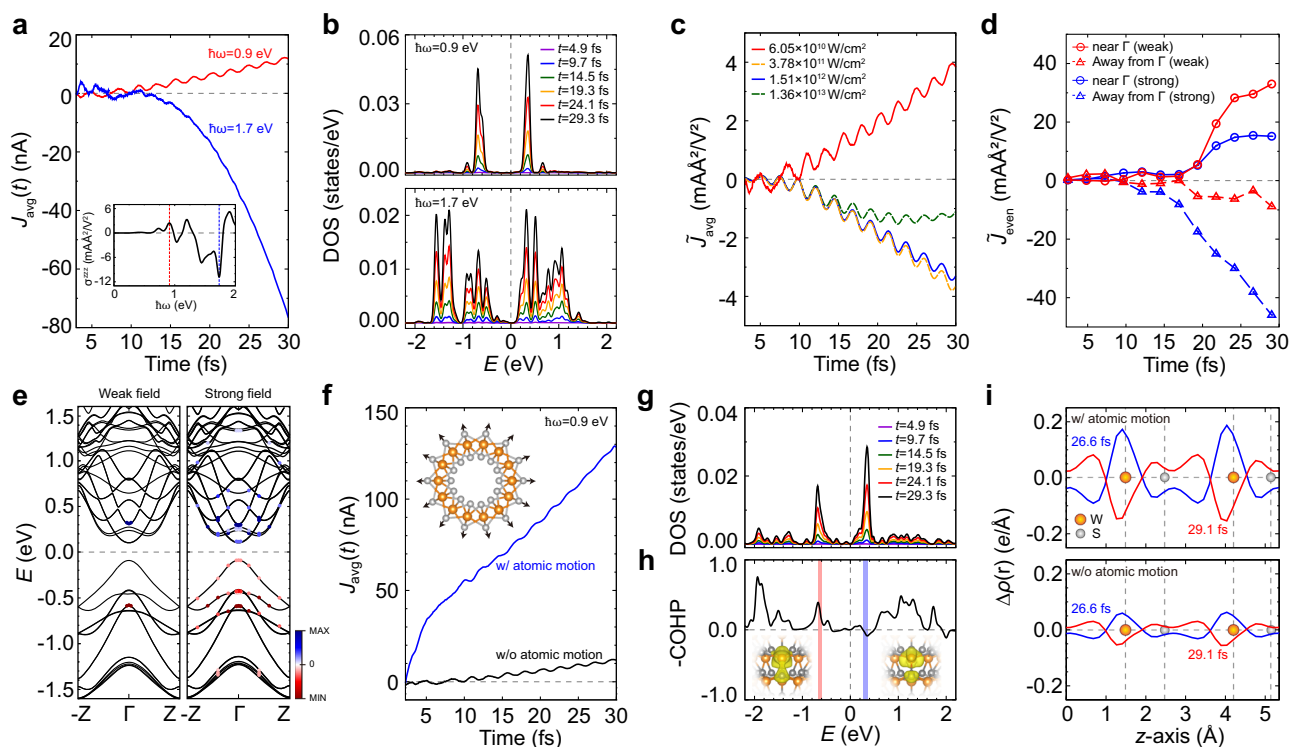 a
ħω=0.9 eV
ħω=1.7 eV
J_avg(t) (nA)
20
0
-20
-40
-60
-80
5 10 15 20 25 30
Time (fs)
σ^zzz (mAÅ²/V²)
6
0
-6
-12
0 1 2
ħω (eV)
b
ħω=0.9 eV
t=4.9 fs
t=9.7 fs
t=14.5 fs
t=19.3 fs
t=24.1 fs
t=29.3 fs
0.06
0.03
0.00
DOS (states/eV)
ħω=1.7 eV
0.02
0.01
0.00
-2 -1 0 1 2
E (eV)
c
6.05×10¹⁰ W/cm²
3.78×10¹¹ W/cm²
1.51×10¹² W/cm²
1.36×10¹³ W/cm²
J̃_avg (mAÅ²/V²)
4
2
0
-2
-4
5 10 15 20 25 30
Time (fs)
d
near Γ (weak)
Away from Γ (weak)
near Γ (strong)
Away from Γ (strong)
J̃_even (mAÅ²/V²)
40
20
0
-20
-40
5 10 15 20 25 30
Time (fs)
e
Weak field
Strong field
E (eV)
1.5
1.0
0.5
0.0
-0.5
-1.0
-1.5
MAX
0
MIN
-Z Γ Z -Z Γ Z
f
ħω=0.9 eV
w/ atomic motion
w/o atomic motion
J_avg(t) (nA)
150
100
50
0
5 10 15 20 25 30
Time (fs)
g
t=4.9 fs
t=9.7 fs
t=14.5 fs
t=19.3 fs
t=24.1 fs
t=29.3 fs
DOS (states/eV)
0.04
0.02
0.00
h
-COHP
1.0
0.0
-1.0
-2 -1 0 1 2
E (eV)
i
w/ atomic motion
26.6 fs
W
S
29.1 fs
0.2
0
-0.2
Δρ(r) (e/Å)
w/o atomic motion
26.6 fs
29.1 fs
0.2
0.0
-0.2
0 1 2 3 4 5
z-axis (Å)